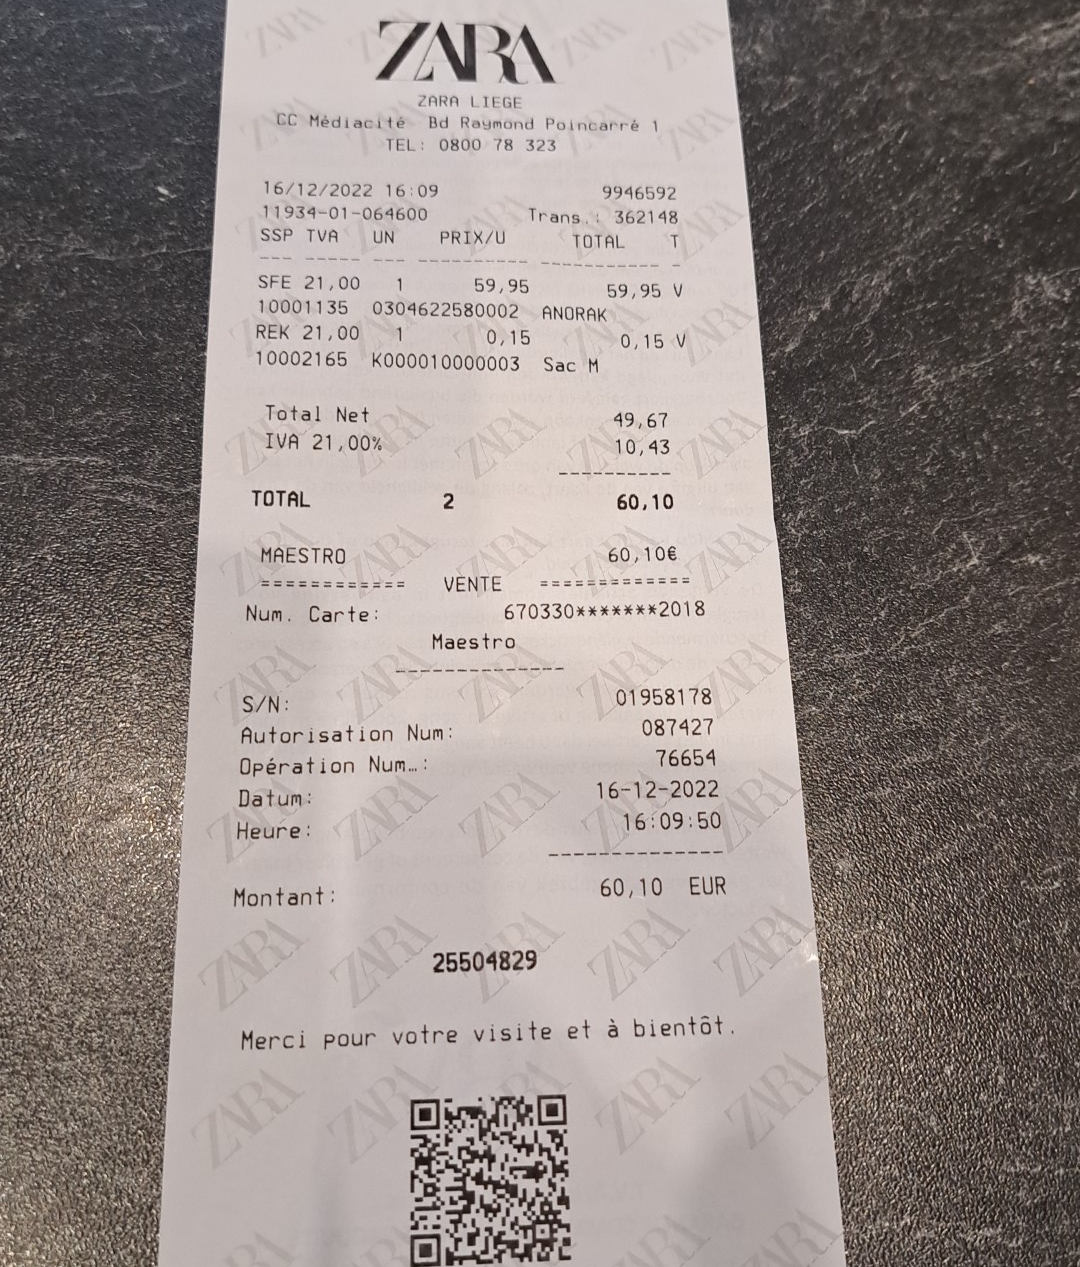 ZARA
ZARA LIEGE
CC Médiacité Bd Raymond Poincarré 1
TEL: 0800 78 323
16/12/2022 16:09 9946592
11934-01-064600 Trans.: 362148
SSP TVA UN PRIX/U TOTAL T
--- ----- --- ---------- ----------- -
SFE 21,00 1 59,95 59,95 V
10001135 0304622580002 ANORAK
REK 21,00 1 0,15 0,15 V
10002165 K000010000003 Sac M
Total Net 49,67
IVA 21,00% 10,43
----------
TOTAL 2 60,10
MAESTRO 60,10€
============ VENTE =============
Num. Carte: 670330*******2018
Maestro
---------------
S/N: 01958178
Autorisation Num: 087427
Opération Num…: 76654
Datum: 16-12-2022
Heure: 16:09:50
---------------
Montant: 60,10 EUR
25504829
Merci pour votre visite et à bientôt.